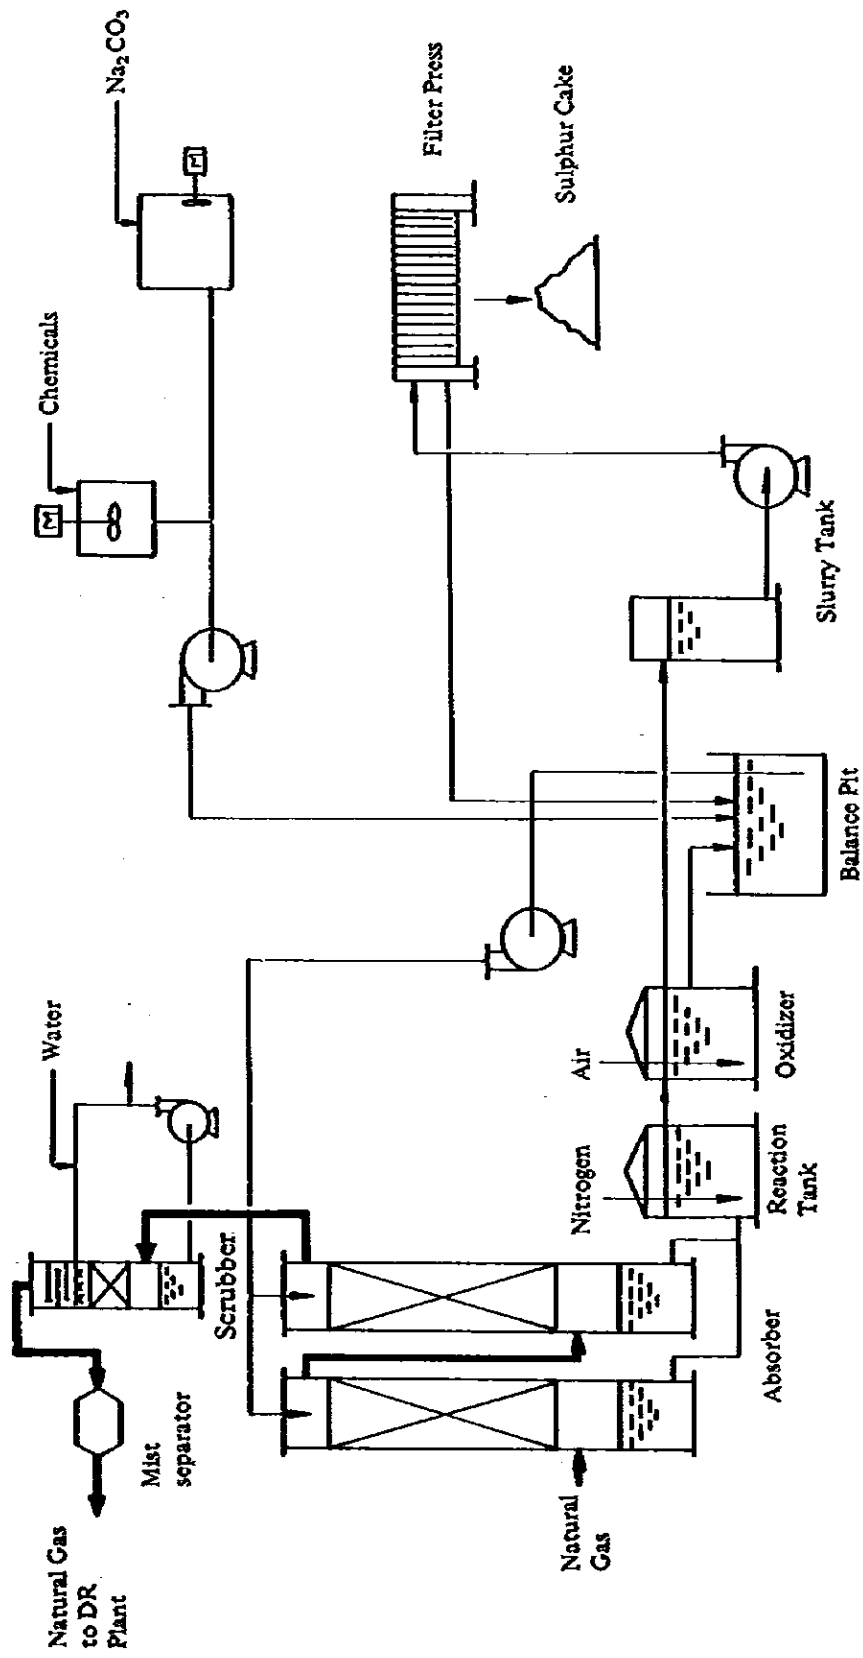 Natural Gas
to DR
Plant
Mist
separator
Scrubber
Water
M
Chemicals
M
Na₂CO₃
Natural
Gas
Absorber
Nitrogen
Reaction
Tank
Air
Oxidizer
Balance Pit
Slurry Tank
Filter Press
Sulphur Cake